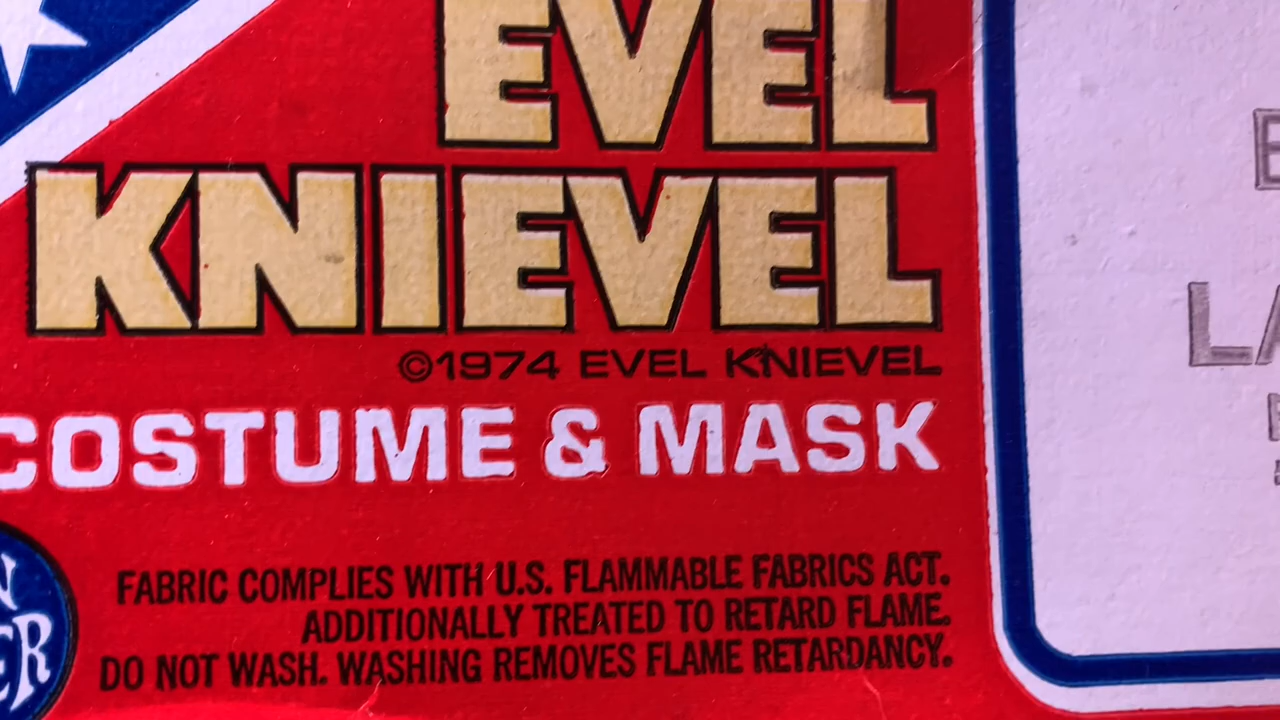 EVEL
KNIEVEL
©1974 EVEL KNIEVEL
COSTUME & MASK
FABRIC COMPLIES WITH U.S. FLAMMABLE FABRICS ACT.
ADDITIONALLY TREATED TO RETARD FLAME.
DO NOT WASH. WASHING REMOVES FLAME RETARDANCY.